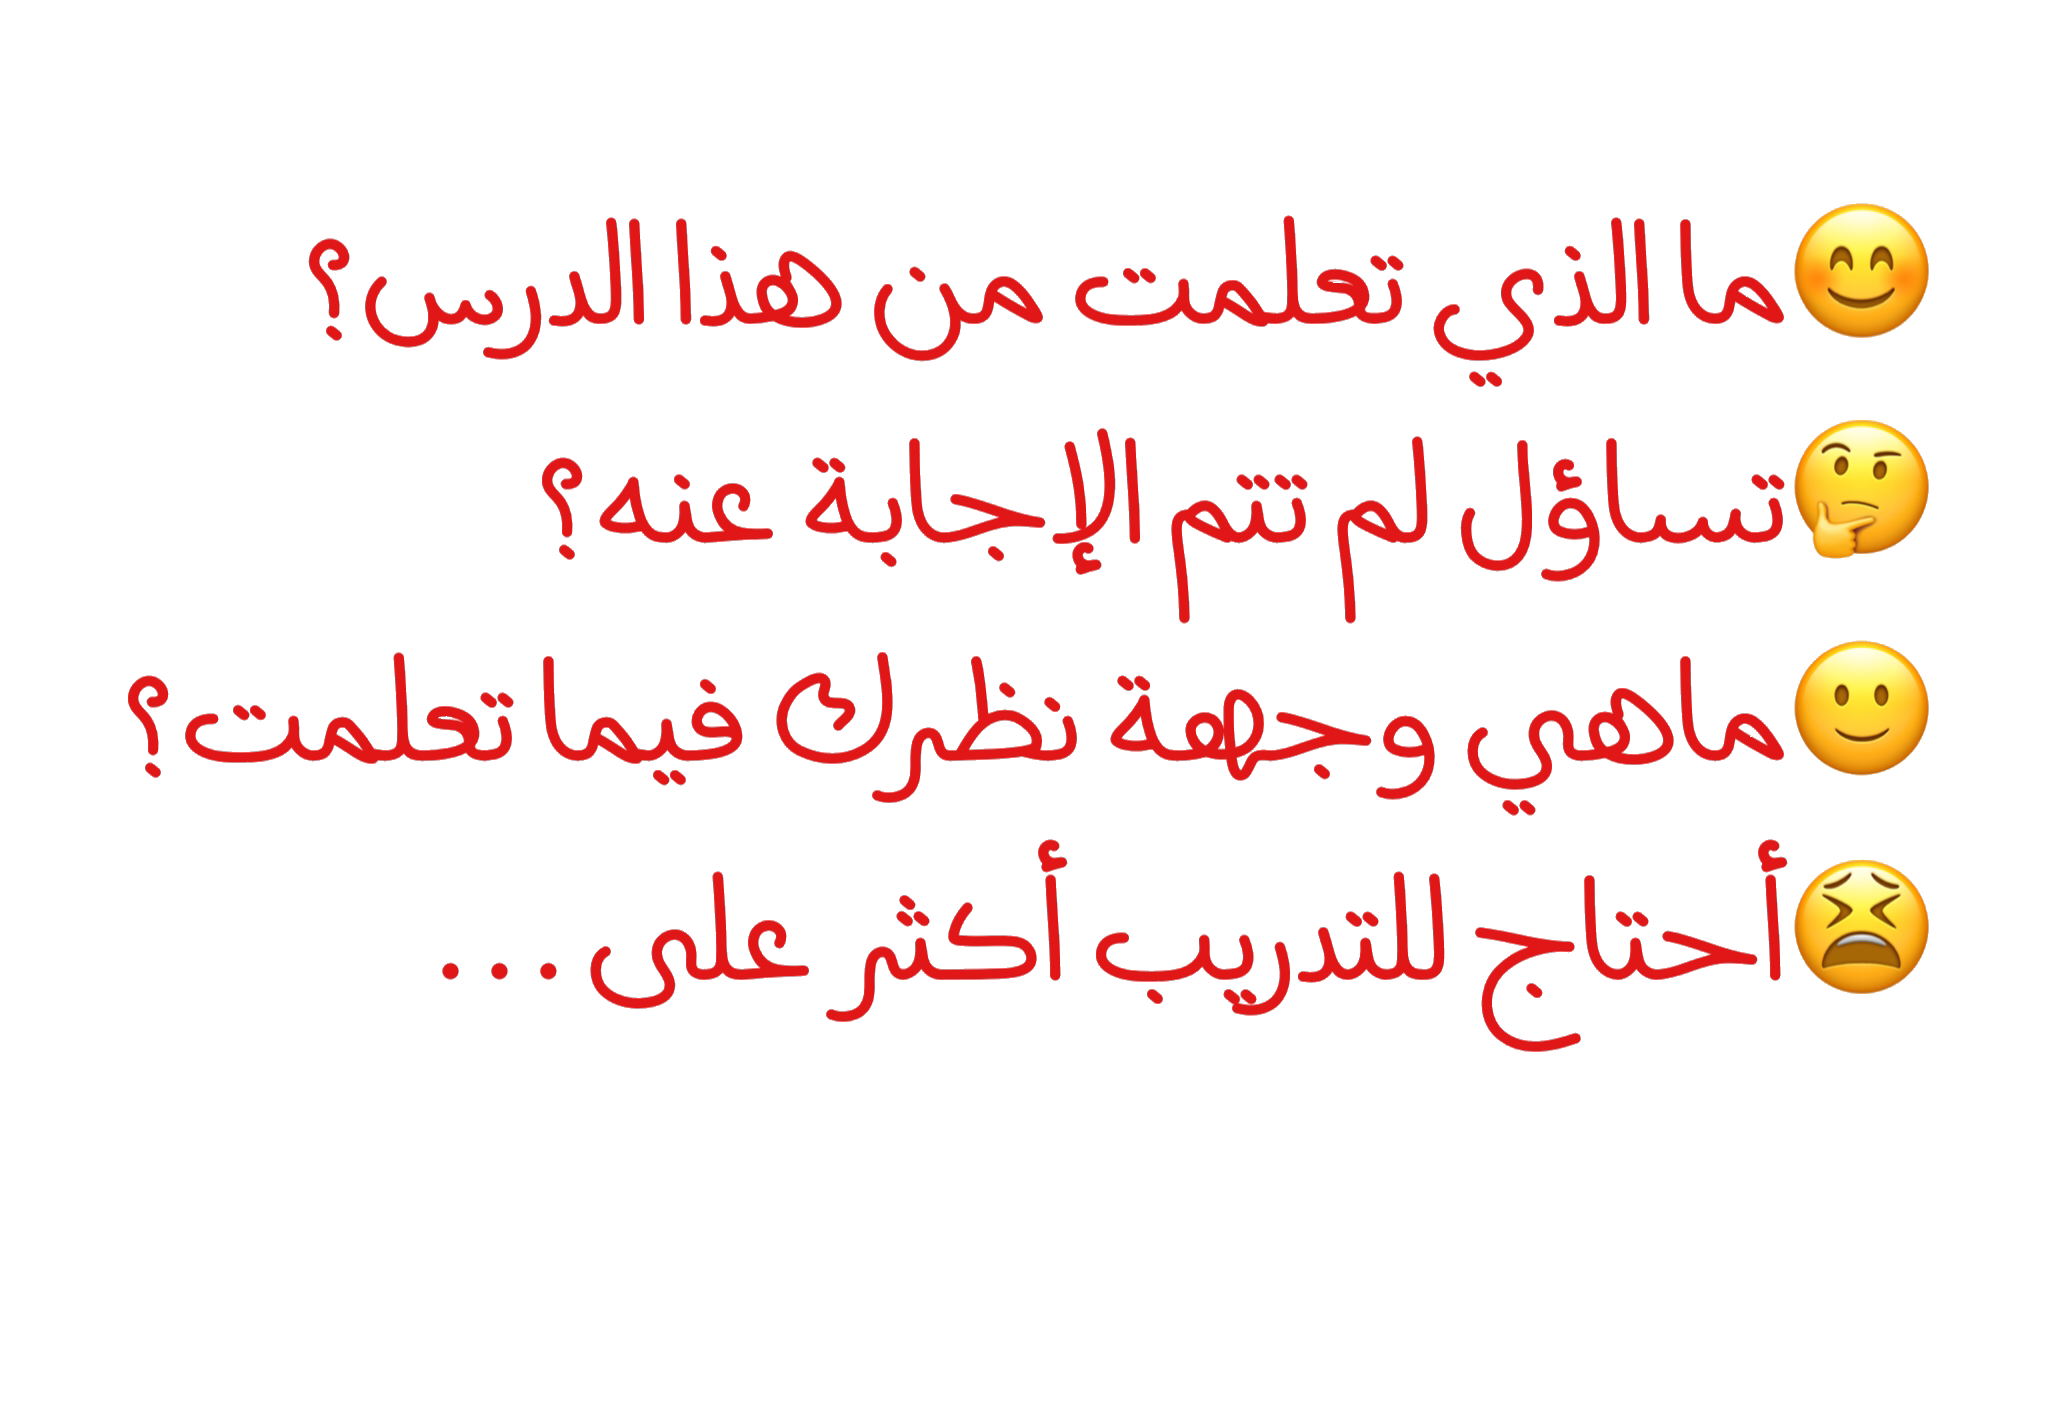 😊ما الذي تعلمت من هذا الدرس؟
🤔تساؤل لم تتم الإجابة عنه؟
🙂ماهي وجهة نظرك فيما تعلمت؟
😫أحتاج للتدريب أكثر على ...